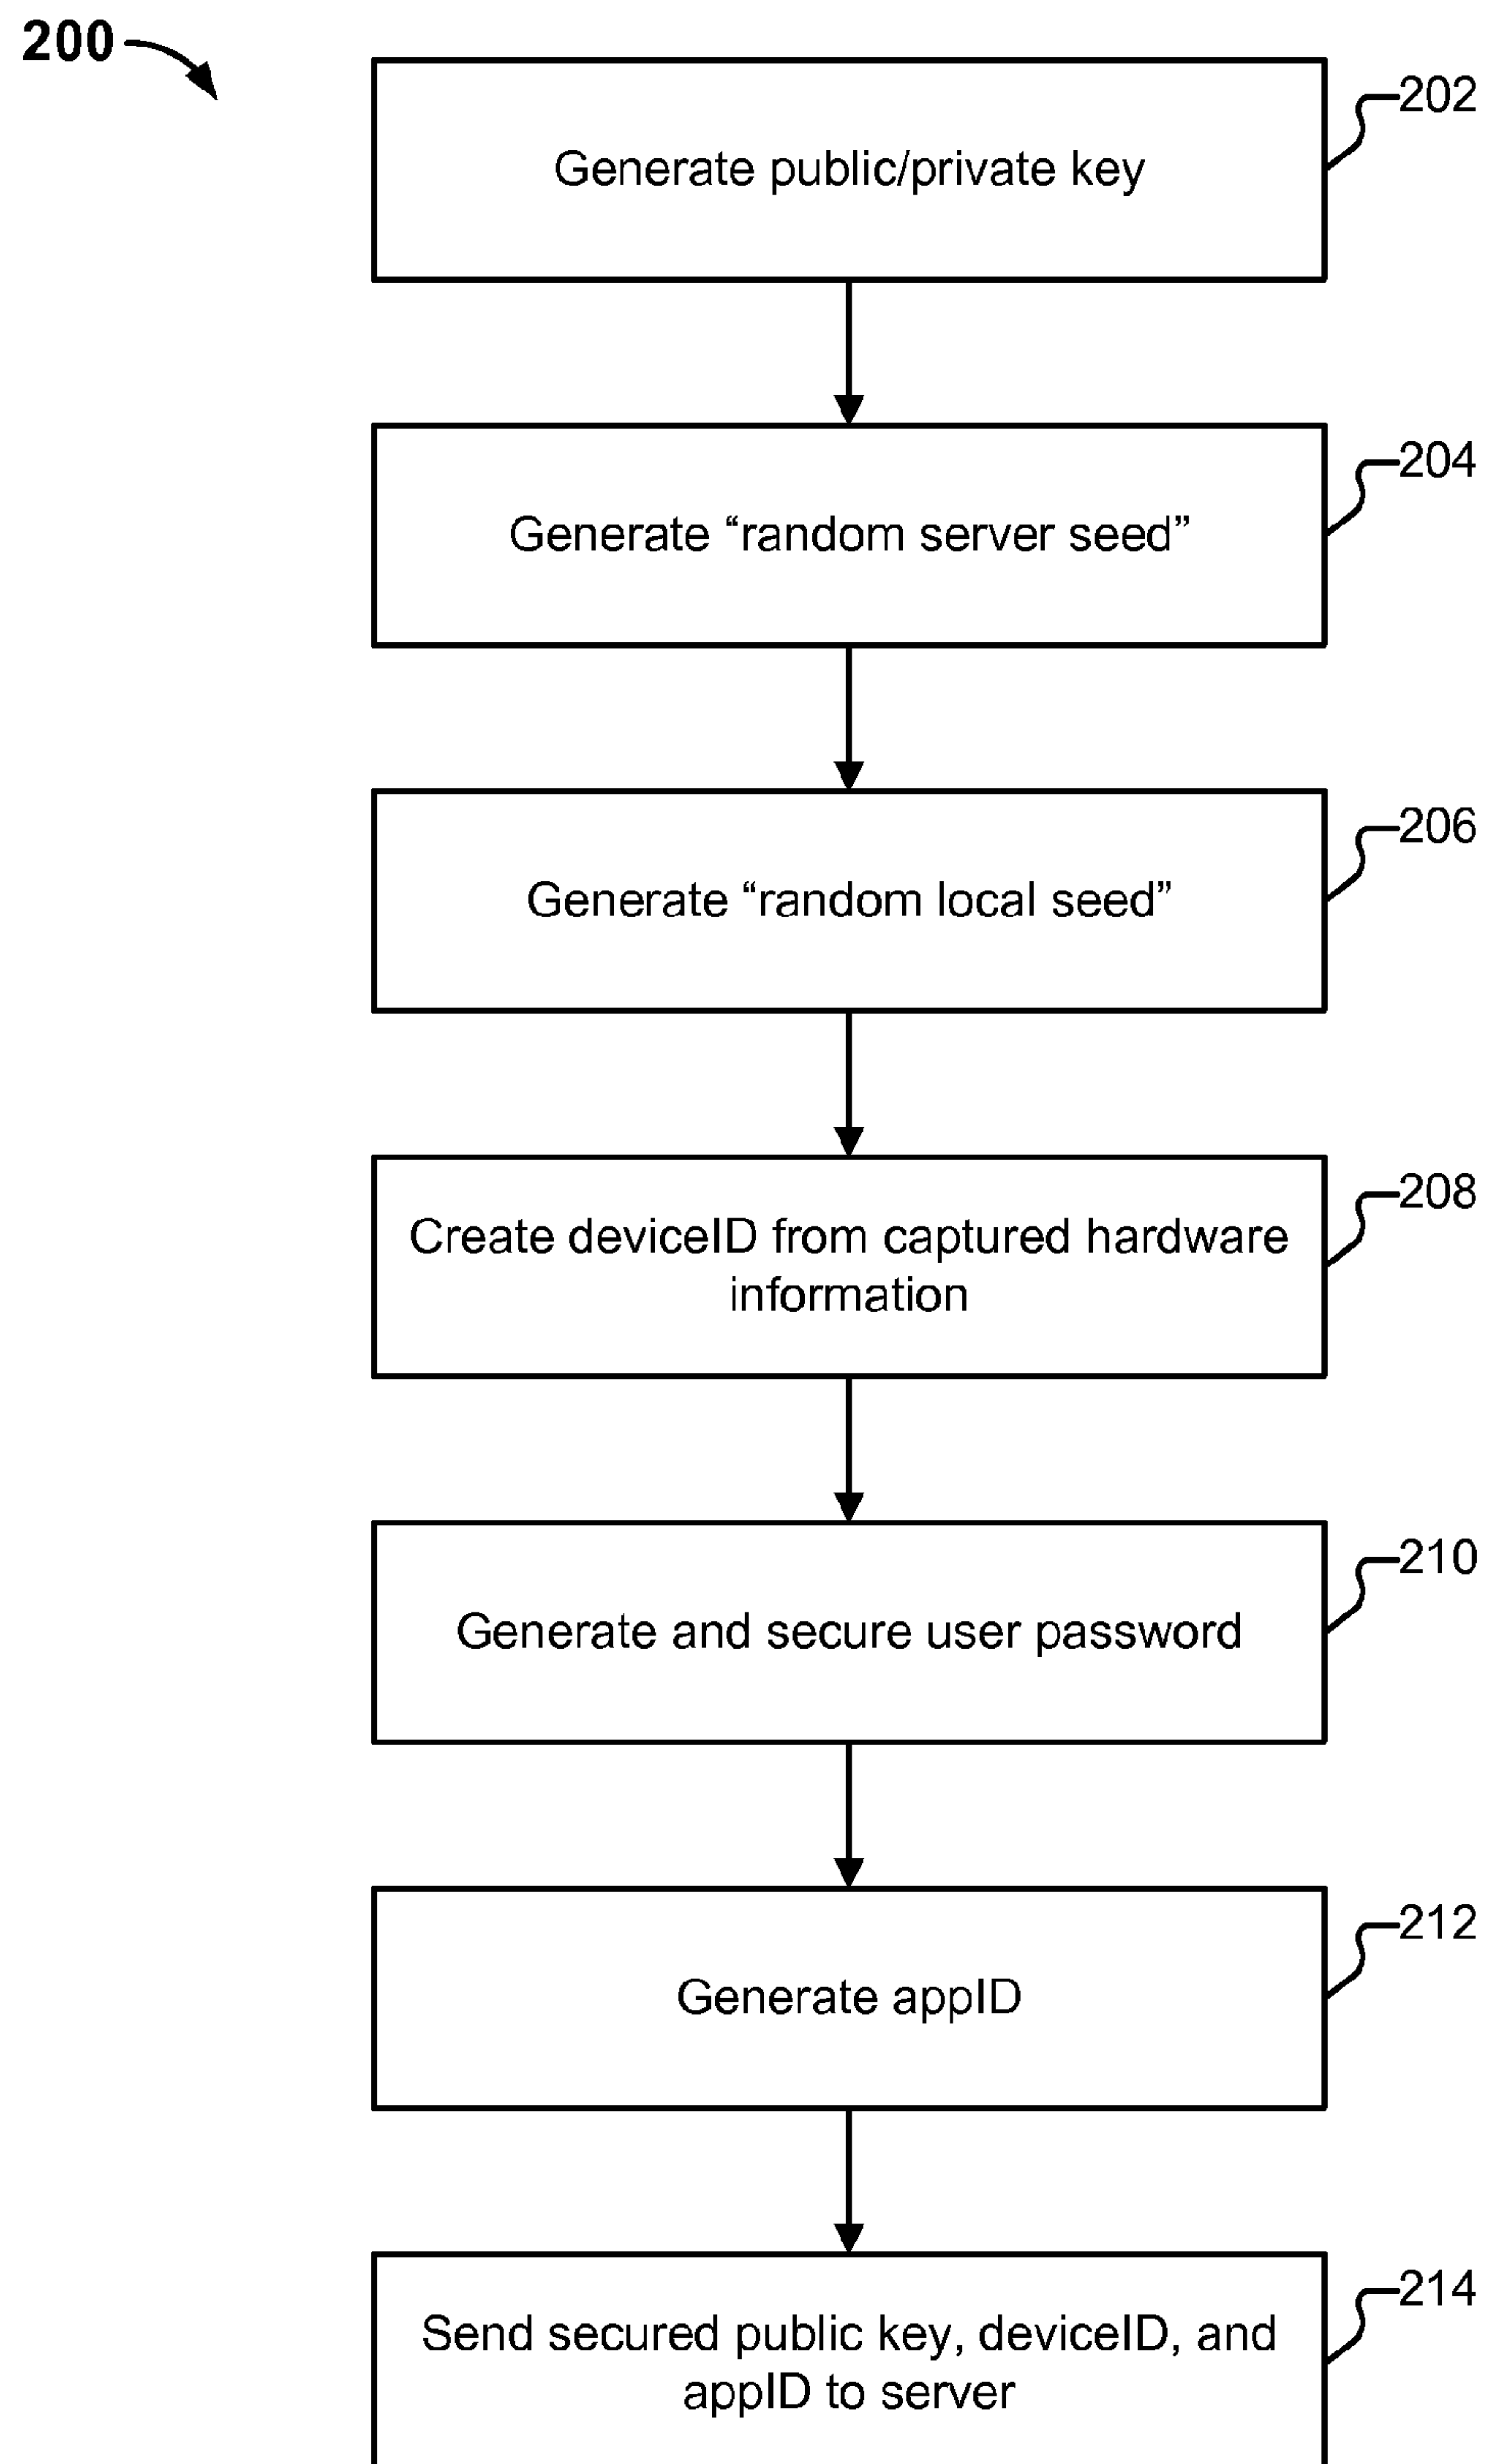 200
202
Generate public/private key
204
Generate “random server seed”
206
Generate “random local seed”
208
Create deviceID from captured hardware
information
210
Generate and secure user password
212
Generate appID
214
Send secured public key, deviceID, and
appID to server